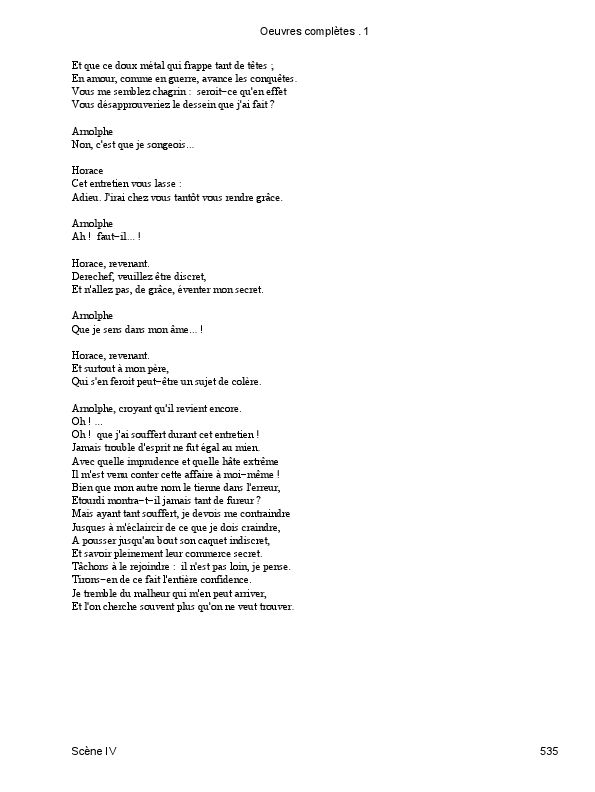 Oeuvres complètes . 1
Et que ce doux métal qui frappe tant de têtes ;
En amour, comme en guerre, avance les conquêtes.
Vous me semblez chagrin :  seroit−ce qu'en effet
Vous désapprouveriez le dessein que j'ai fait ?
Arnolphe
Non, c'est que je songeois...
Horace
Cet entretien vous lasse :
Adieu. J'irai chez vous tantôt vous rendre grâce.
Arnolphe
Ah !  faut−il... !
Horace, revenant.
Derechef, veuillez être discret,
Et n'allez pas, de grâce, éventer mon secret.
Arnolphe
Que je sens dans mon âme... !
Horace, revenant.
Et surtout à mon père,
Qui s'en feroit peut−être un sujet de colère.
Arnolphe, croyant qu'il revient encore.
Oh ! ...
Oh !  que j'ai souffert durant cet entretien !
Jamais trouble d'esprit ne fut égal au mien.
Avec quelle imprudence et quelle hâte extrême
Il m'est venu conter cette affaire à moi−même !
Bien que mon autre nom le tienne dans l'erreur,
Etourdi montra−t−il jamais tant de fureur ?
Mais ayant tant souffert, je devois me contraindre
Jusques à m'éclaircir de ce que je dois craindre,
A pousser jusqu'au bout son caquet indiscret,
Et savoir pleinement leur commerce secret.
Tâchons à le rejoindre :  il n'est pas loin, je pense.
Tirons−en de ce fait l'entière confidence.
Je tremble du malheur qui m'en peut arriver,
Et l'on cherche souvent plus qu'on ne veut trouver.
Scène IV
535